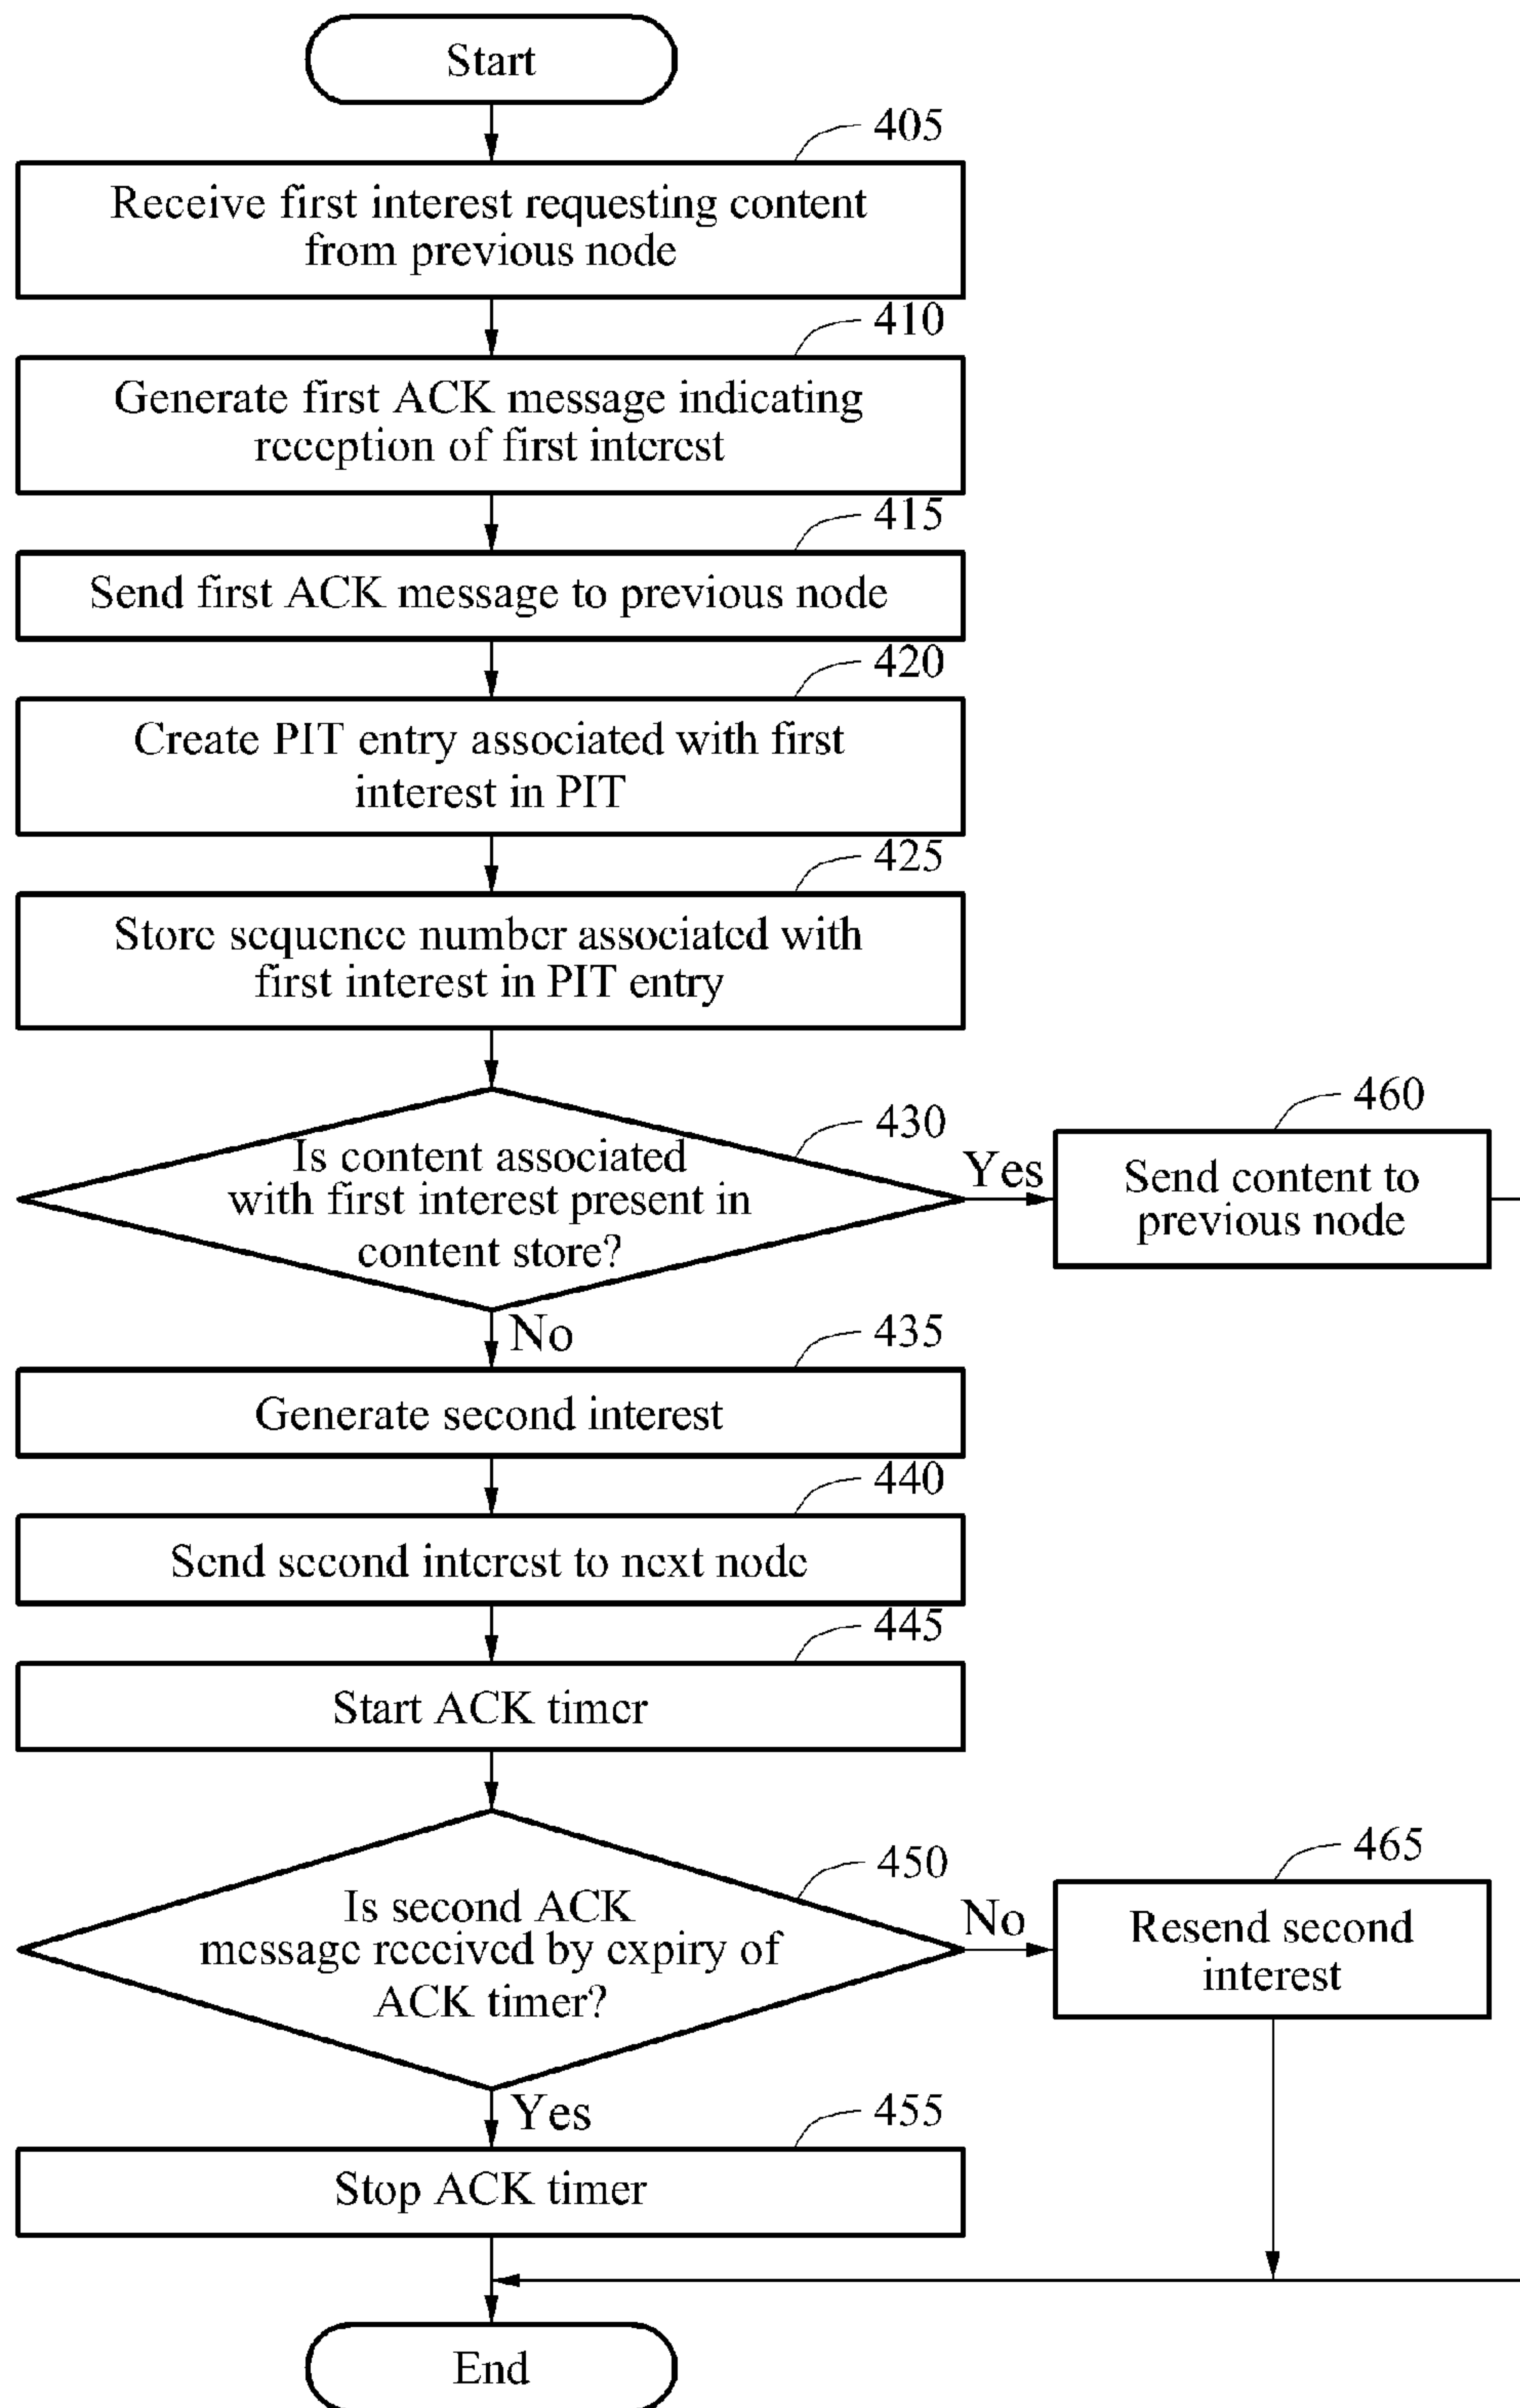 Start
405
Receive first interest requesting content
from previous node
410
Generate first ACK message indicating
reception of first interest
415
Send first ACK message to previous node
420
Create PIT entry associated with first
interest in PIT
425
Store sequence number associated with
first interest in PIT entry
430
Is content associated
with first interest present in
content store?
Yes
460
Send content to
previous node
No
435
Generate second interest
440
Send second interest to next node
445
Start ACK timer
450
Is second ACK
message received by expiry of
ACK timer?
No
465
Resend second
interest
Yes
455
Stop ACK timer
End